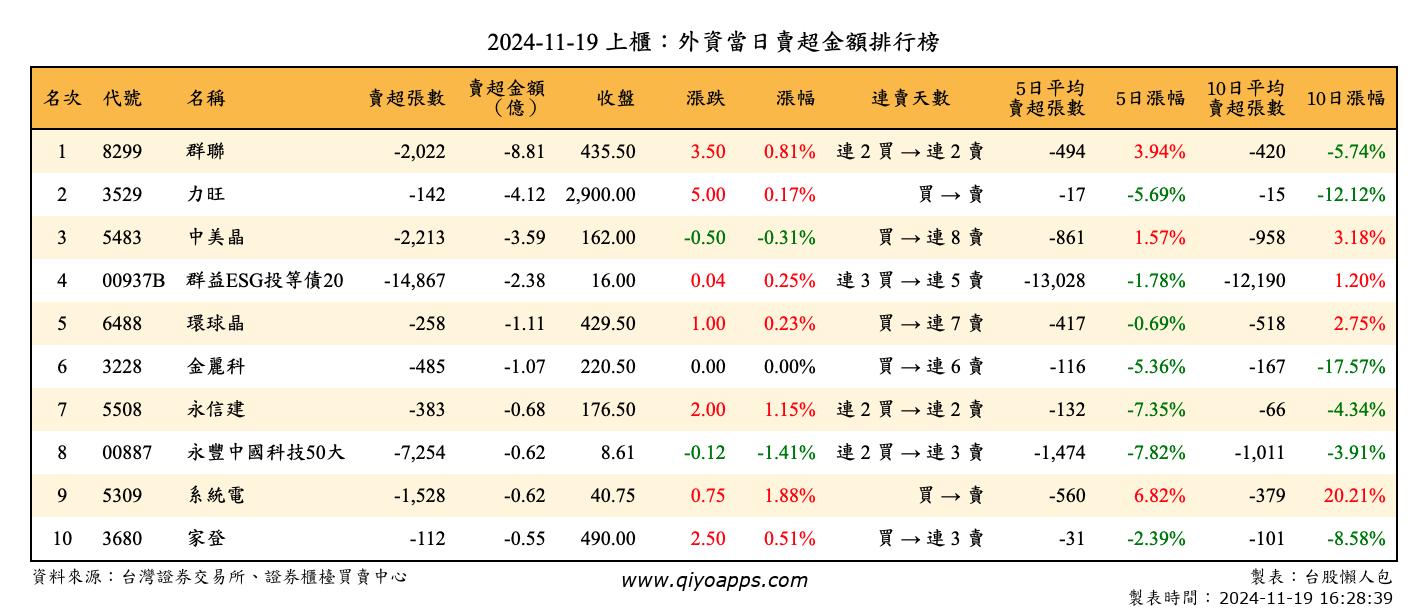 2024-11-19 上櫃：外資當日賣超金額排行榜
名次 代號 名稱 賣超張數 賣超金額（億） 收盤 漲跌 漲幅 連賣天數 5日平均賣超張數 5日漲幅 10日平均賣超張數 10日漲幅
1 8299 群聯 -2,022 -8.81 435.50 3.50 0.81% 連 2 買 → 連 2 賣 -494 3.94% -420 -5.74%
2 3529 力旺 -142 -4.12 2,900.00 5.00 0.17% 買 → 賣 -17 -5.69% -15 -12.12%
3 5483 中美晶 -2,213 -3.59 162.00 -0.50 -0.31% 買 → 連 8 賣 -861 1.57% -958 3.18%
4 00937B 群益ESG投等債20 -14,867 -2.38 16.00 0.04 0.25% 連 3 買 → 連 5 賣 -13,028 -1.78% -12,190 1.20%
5 6488 環球晶 -258 -1.11 429.50 1.00 0.23% 買 → 連 7 賣 -417 -0.69% -518 2.75%
6 3228 金麗科 -485 -1.07 220.50 0.00 0.00% 買 → 連 6 賣 -116 -5.36% -167 -17.57%
7 5508 永信建 -383 -0.68 176.50 2.00 1.15% 連 2 買 → 連 2 賣 -132 -7.35% -66 -4.34%
8 00887 永豐中國科技50大 -7,254 -0.62 8.61 -0.12 -1.41% 連 2 買 → 連 3 賣 -1,474 -7.82% -1,011 -3.91%
9 5309 系統電 -1,528 -0.62 40.75 0.75 1.88% 買 → 賣 -560 6.82% -379 20.21%
10 3680 家登 -112 -0.55 490.00 2.50 0.51% 買 → 連 3 賣 -31 -2.39% -101 -8.58%
資料來源：台灣證券交易所、證券櫃檯買賣中心 www.qiyoapps.com 製表：台股懶人包
製表時間：2024-11-19 16:28:39